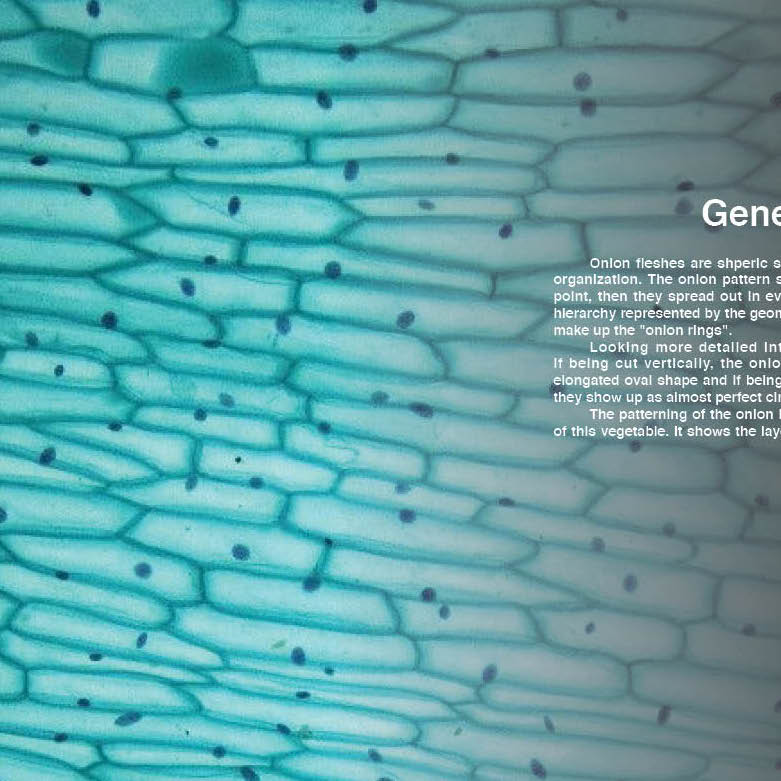 Gene
Onion fleshes are shperic s
organization. The onion pattern s
point, then they spread out in ev
hierarchy represented by the geon
make up the "onion rings".
Looking more detailed int
if being cut vertically, the onio
elongated oval shape and if being
they show up as almost perfect cir
The patterning of the onion l
of this vegetable. It shows the lay